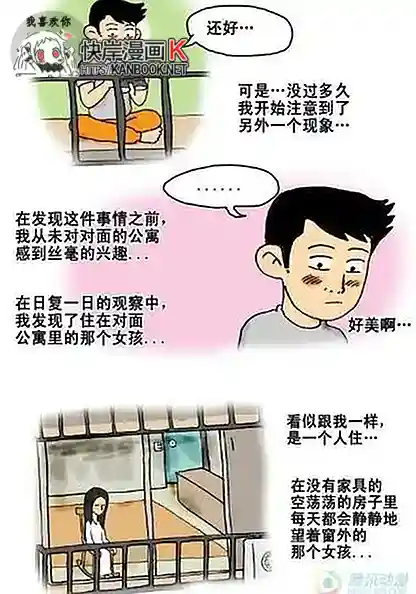 我喜欢你
快岸漫画K
HTTP://KANBOOK.NET
还好…
可是…没过多久
我开始注意到了
另外一个现象…
……
在发现这件事情之前，
我从未对对面的公寓
感到丝毫的兴趣...
在日复一日的观察中，
我发现了住在对面
公寓里的那个女孩...
好美啊…
看似跟我一样，
是一个人住…
在没有家具的
空荡荡的房子里
每天都会静静地
望着窗外的
那个女孩...
腾讯动漫